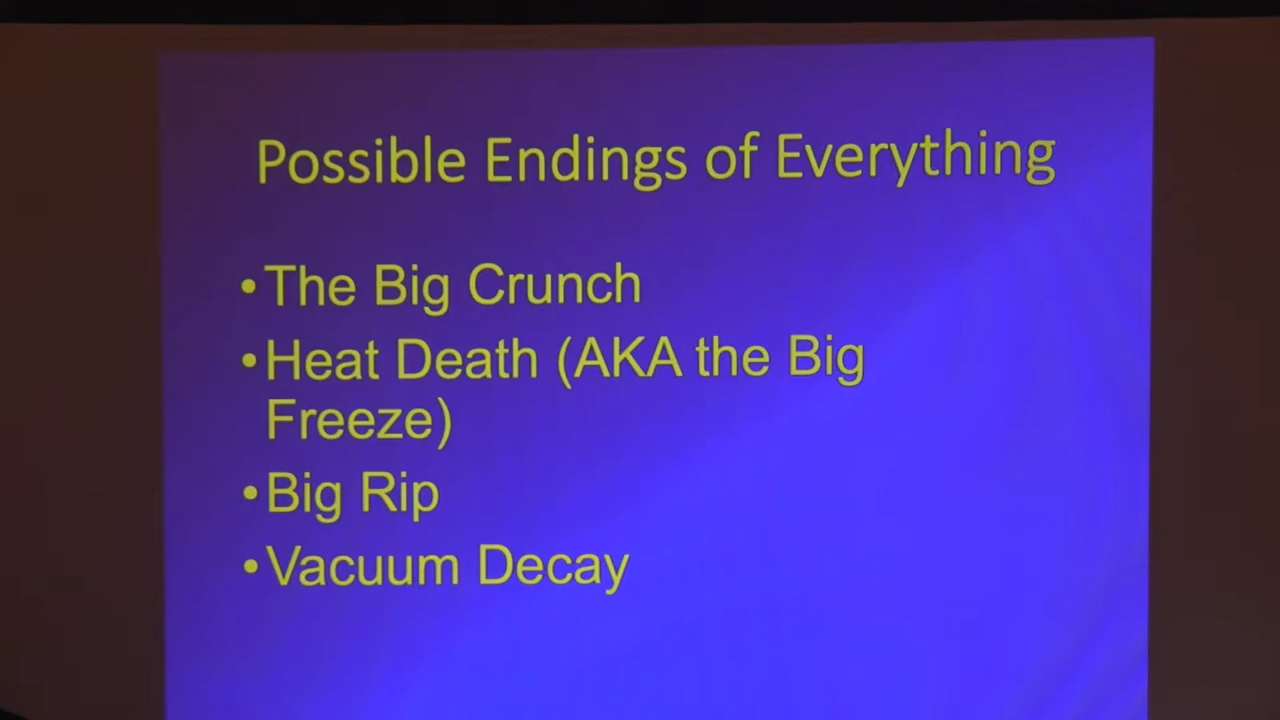 Possible Endings of Everything
•The Big Crunch
•Heat Death (AKA the Big
Freeze)
•Big Rip
•Vacuum Decay